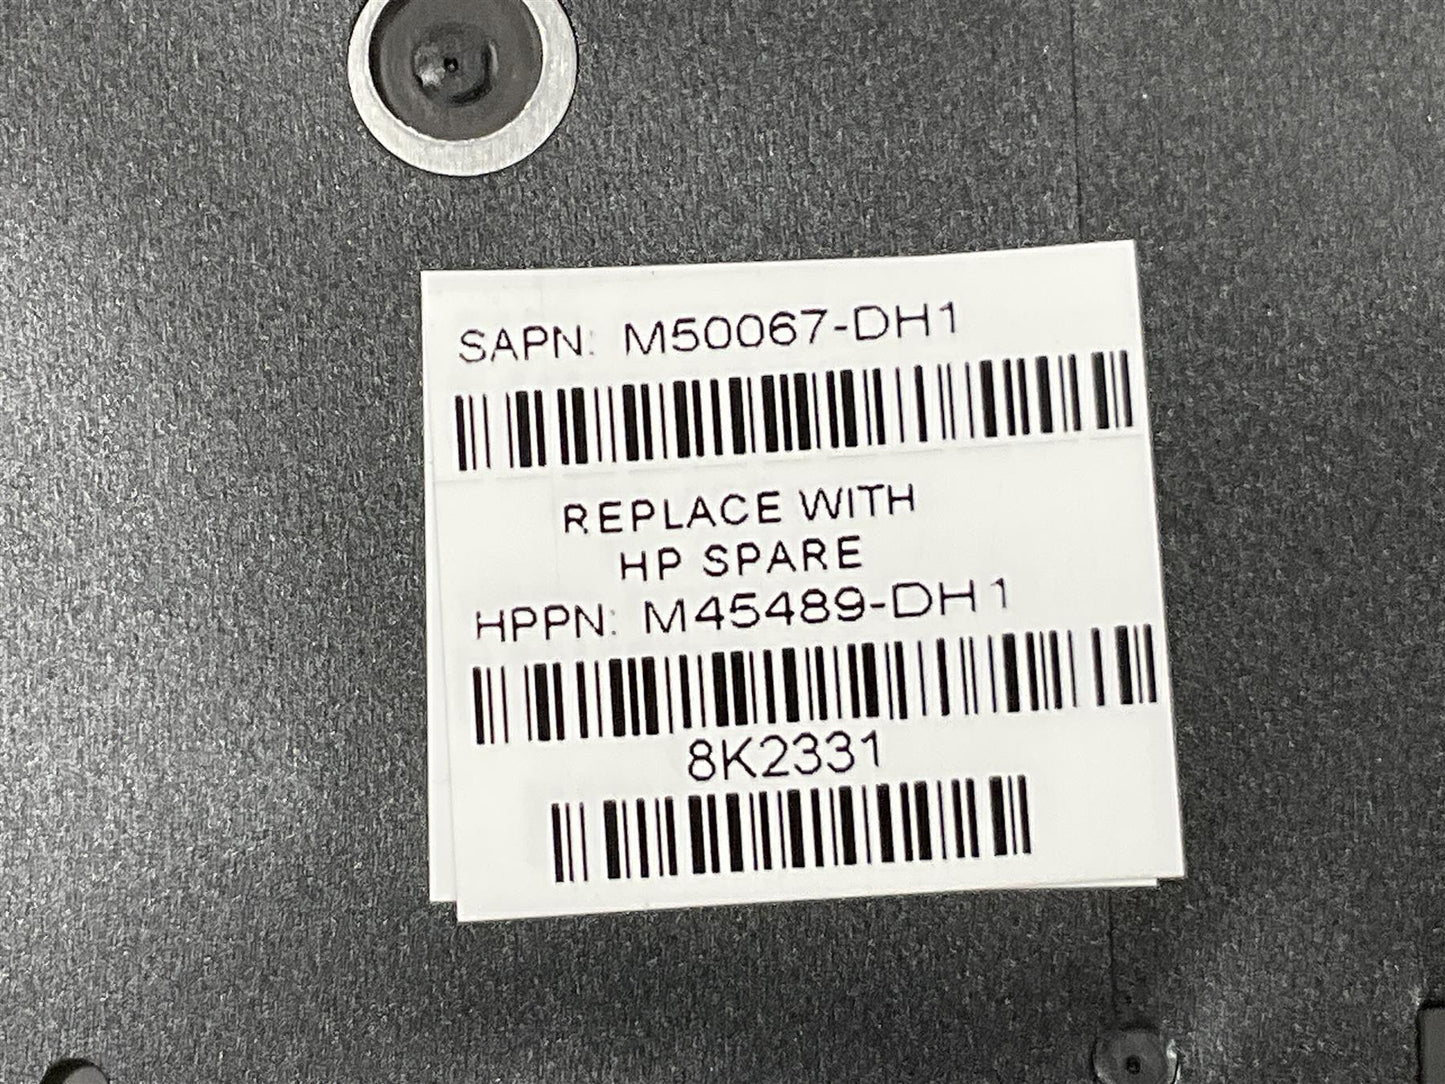 SAPN: M50067-DH1
REPLACE WITH
HP SPARE
HPPN: M45489-DH1
8K2331